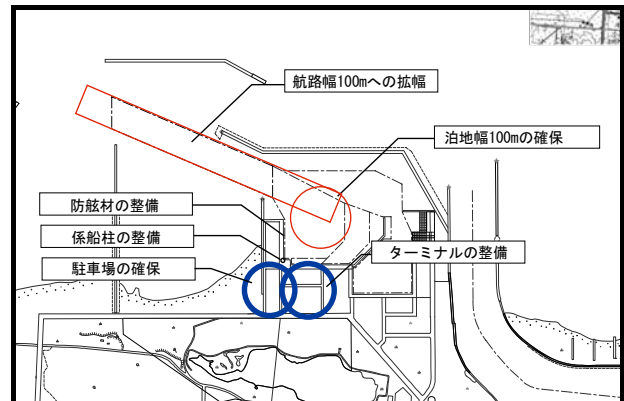 航路幅100mへの拡幅
泊地幅100mの確保
防舷材の整備
係船柱の整備
ターミナルの整備
駐車場の確保